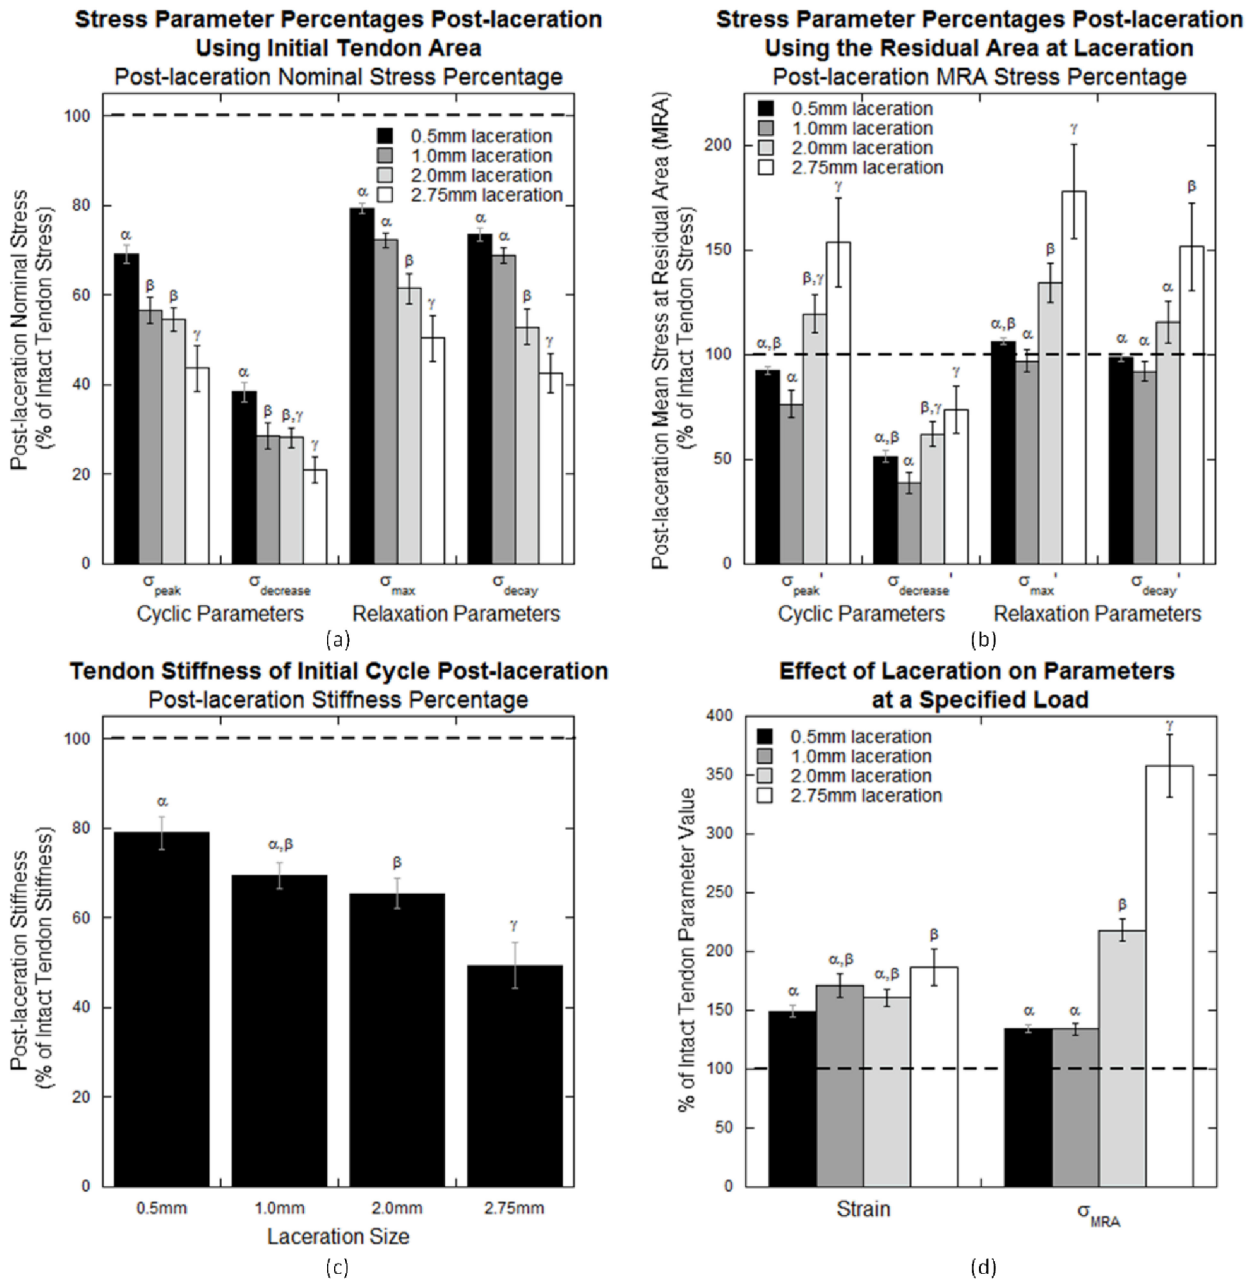 Stress Parameter Percentages Post-laceration
Using Initial Tendon Area
Post-laceration Nominal Stress Percentage
Post-laceration Nominal Stress
(% of Intact Tendon Stress)
100
80
60
40
20
0
0.5mm laceration
1.0mm laceration
2.0mm laceration
2.75mm laceration
α
β
β
γ
α
β
β,γ
γ
α
α
β
γ
α
α
β
γ
σpeak
σdecrease
σmax
σdecay
Cyclic Parameters
Relaxation Parameters
(a)
Stress Parameter Percentages Post-laceration
Using the Residual Area at Laceration
Post-laceration MRA Stress Percentage
Post-laceration Mean Stress at Residual Area (MRA)
(% of Intact Tendon Stress)
200
150
100
50
0
0.5mm laceration
1.0mm laceration
2.0mm laceration
2.75mm laceration
α,β
α
β,γ
γ
α,β
α
β,γ
γ
α,β
α
β
γ
α
α
α
β
σpeak'
σdecrease'
σmax'
σdecay'
Cyclic Parameters
Relaxation Parameters
(b)
Tendon Stiffness of Initial Cycle Post-laceration
Post-laceration Stiffness Percentage
Post-laceration Stiffness
(% of Intact Tendon Stiffness)
100
80
60
40
20
0
α
α,β
β
γ
0.5mm
1.0mm
2.0mm
2.75mm
Laceration Size
(c)
Effect of Laceration on Parameters
at a Specified Load
% of Intact Tendon Parameter Value
400
350
300
250
200
150
100
50
0
0.5mm laceration
1.0mm laceration
2.0mm laceration
2.75mm laceration
α
α,β
α,β
β
α
α
β
γ
Strain
σMRA
(d)